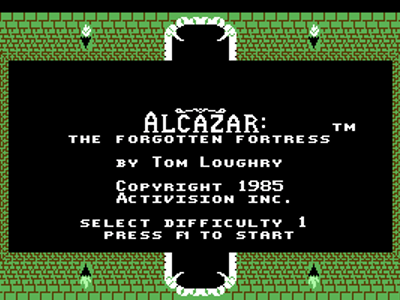 ALCAZAR: ™
THE FORGOTTEN FORTRESS
BY TOM LOUGHRY
COPYRIGHT 1985
ACTIVISION INC.
SELECT DIFFICULTY 1
PRESS F1 TO START